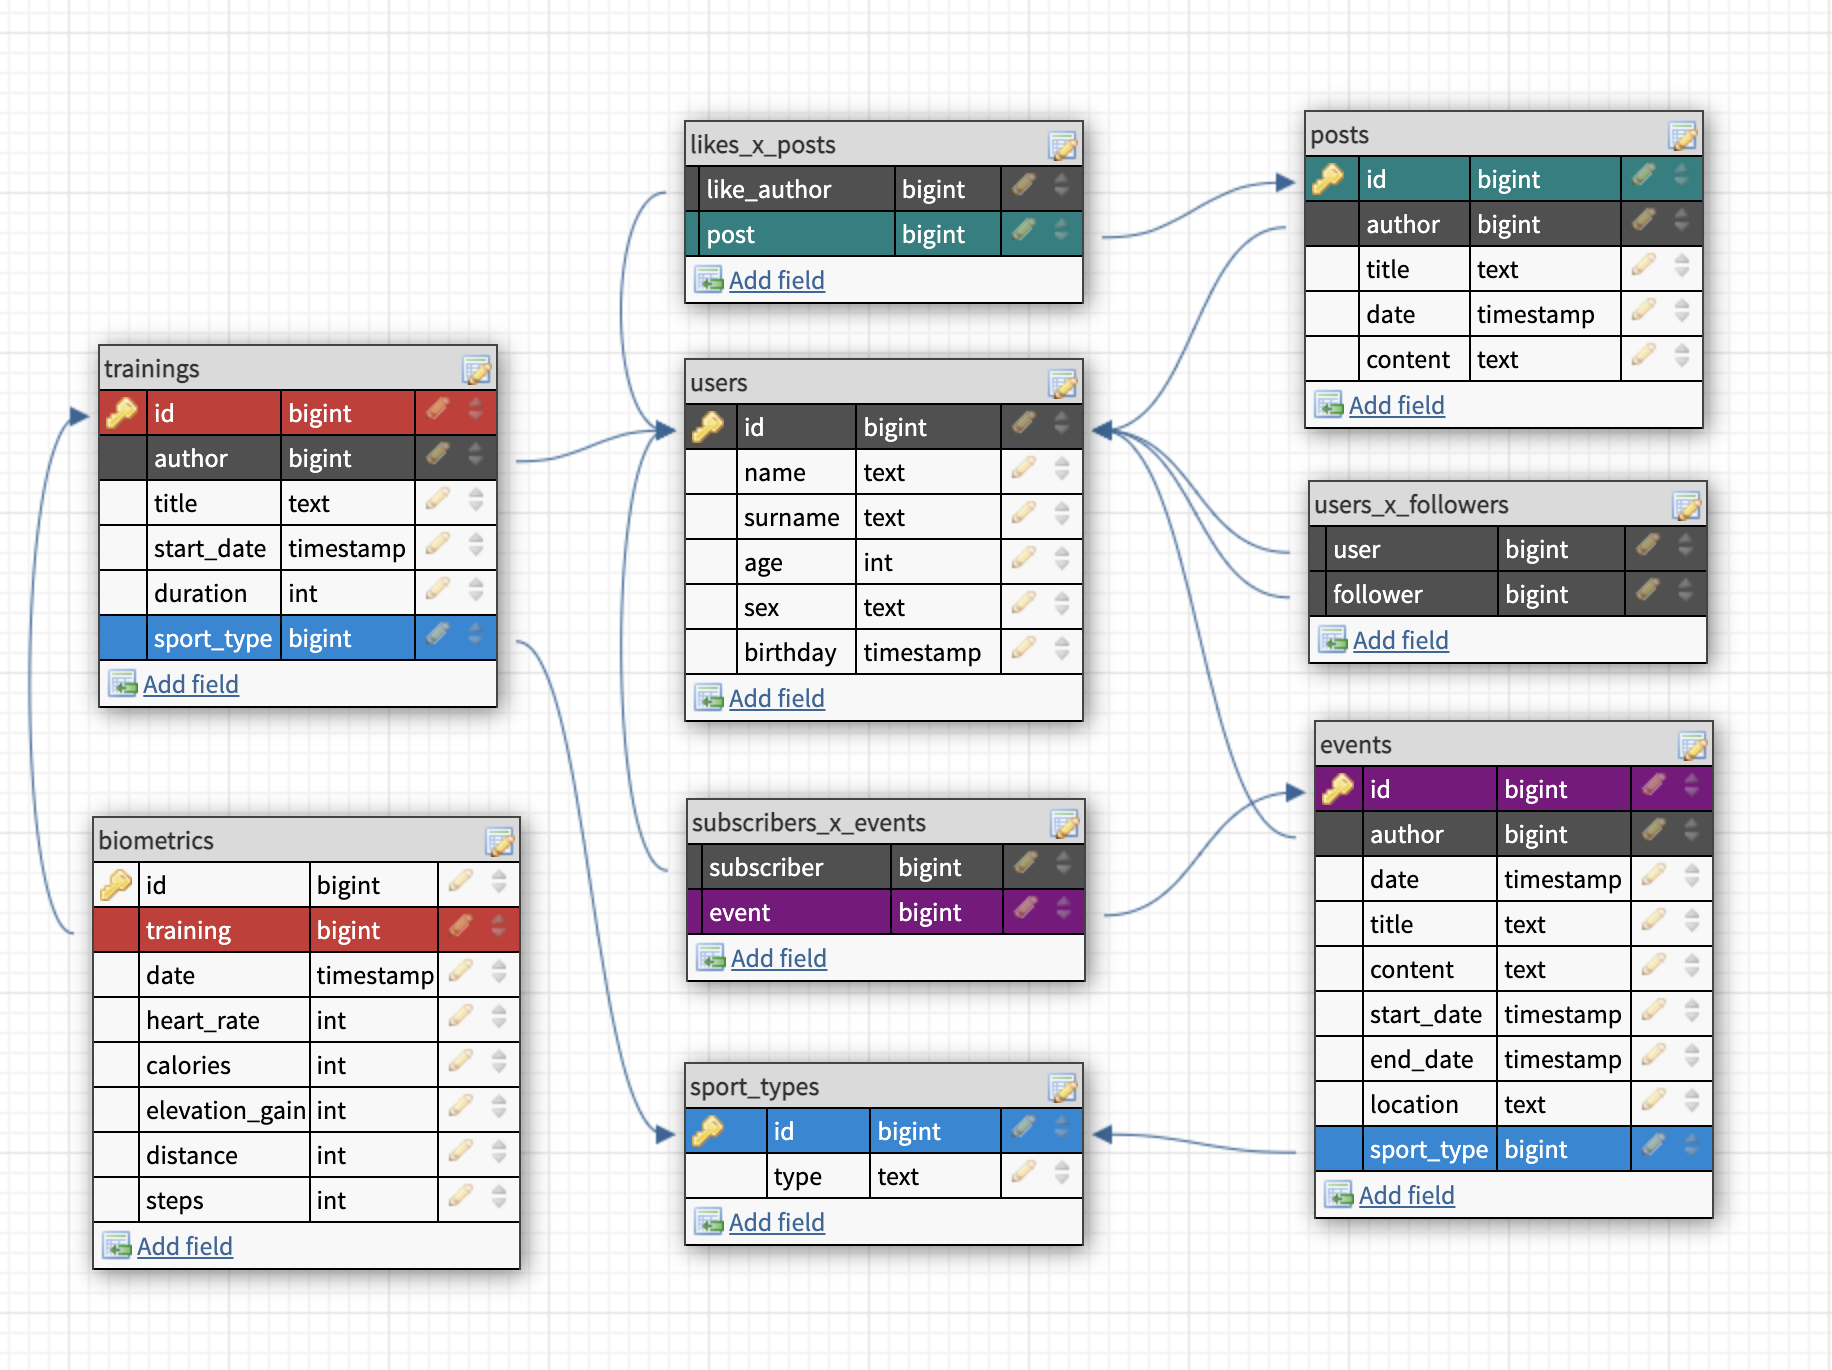 likes_x_posts
like_author bigint
post bigint
Add field
posts
id bigint
author bigint
title text
date timestamp
content text
Add field
trainings
id bigint
author bigint
title text
start_date timestamp
duration int
sport_type bigint
Add field
users
id bigint
name text
surname text
age int
sex text
birthday timestamp
Add field
users_x_followers
user bigint
follower bigint
Add field
biometrics
id bigint
training bigint
date timestamp
heart_rate int
calories int
elevation_gain int
distance int
steps int
Add field
subscribers_x_events
subscriber bigint
event bigint
Add field
events
id bigint
author bigint
date timestamp
title text
content text
start_date timestamp
end_date timestamp
location text
sport_type bigint
Add field
sport_types
id bigint
type text
Add field